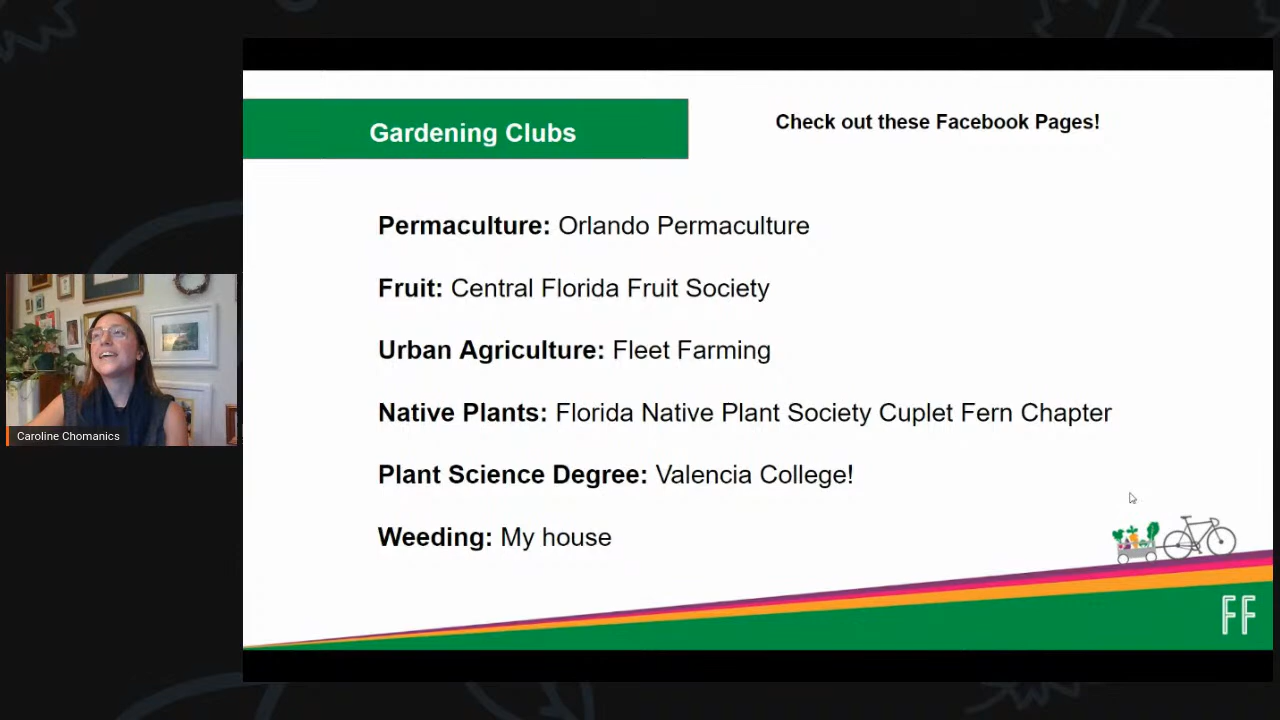 Gardening Clubs
Check out these Facebook Pages!
Permaculture: Orlando Permaculture
Fruit: Central Florida Fruit Society
Urban Agriculture: Fleet Farming
Native Plants: Florida Native Plant Society Cuplet Fern Chapter
Plant Science Degree: Valencia College!
Weeding: My house
FF
Caroline Chomanics